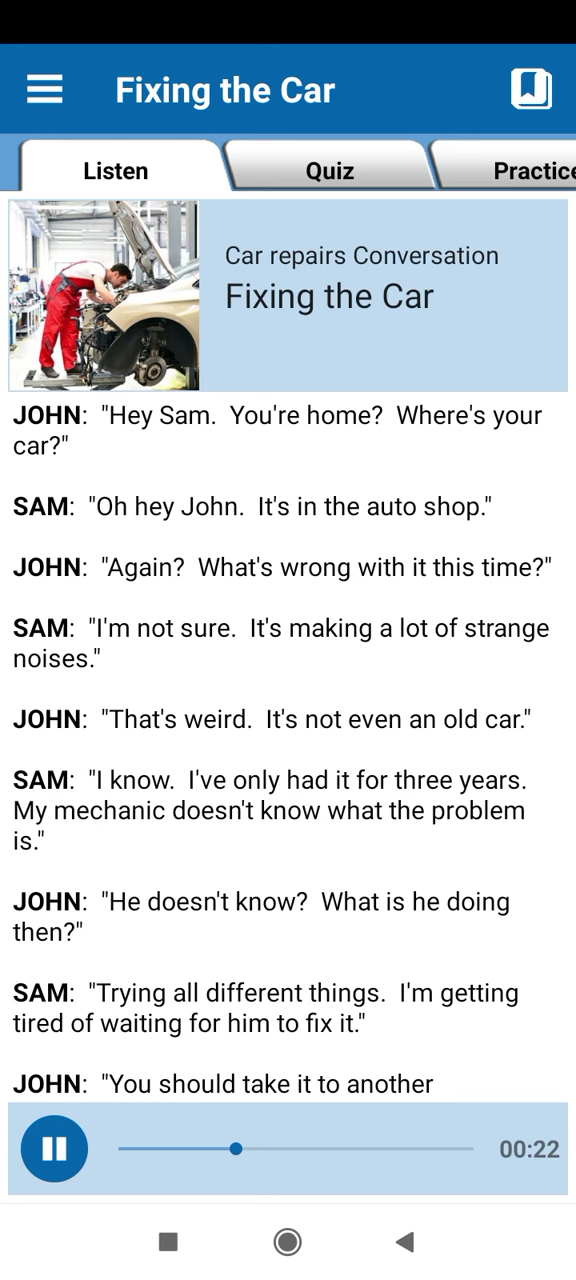 Fixing the Car
Listen
Quiz
Practice
Car repairs Conversation
Fixing the Car
JOHN:  "Hey Sam.  You're home?  Where's your
car?"
SAM:  "Oh hey John.  It's in the auto shop."
JOHN:  "Again?  What's wrong with it this time?"
SAM:  "I'm not sure.  It's making a lot of strange
noises."
JOHN:  "That's weird.  It's not even an old car."
SAM:  "I know.  I've only had it for three years.
My mechanic doesn't know what the problem
is."
JOHN:  "He doesn't know?  What is he doing
then?"
SAM:  "Trying all different things.  I'm getting
tired of waiting for him to fix it."
JOHN:  "You should take it to another
00:22